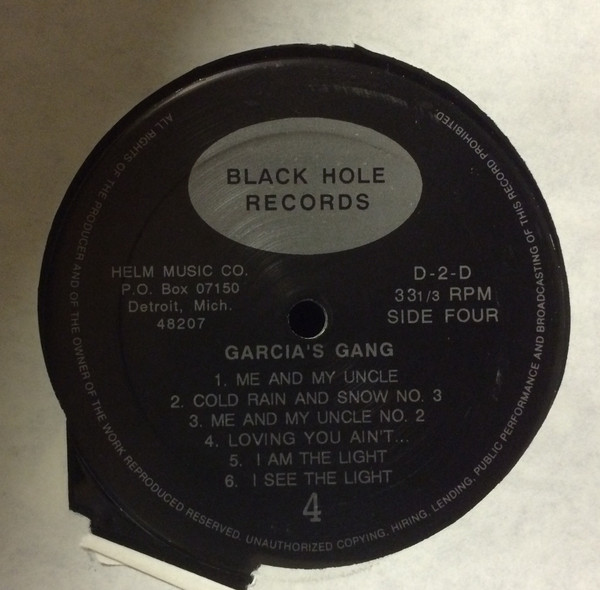 BLACK HOLE
RECORDS
HELM MUSIC CO.
P.O. Box 07150
Detroit, Mich.
48207
D-2-D
33 1/3 RPM
SIDE FOUR
GARCIA'S GANG
1. ME AND MY UNCLE
2. COLD RAIN AND SNOW NO. 3
3. ME AND MY UNCLE NO. 2
4. LOVING YOU AIN'T...
5. I AM THE LIGHT
6. I SEE THE LIGHT
4
ALL RIGHTS OF THE PRODUCER AND OF THE OWNER OF THE WORK REPRODUCED RESERVED. UNAUTHORIZED COPYING, HIRING, LENDING, PUBLIC PERFORMANCE AND BROADCASTING OF THIS RECORD PROHIBITED.